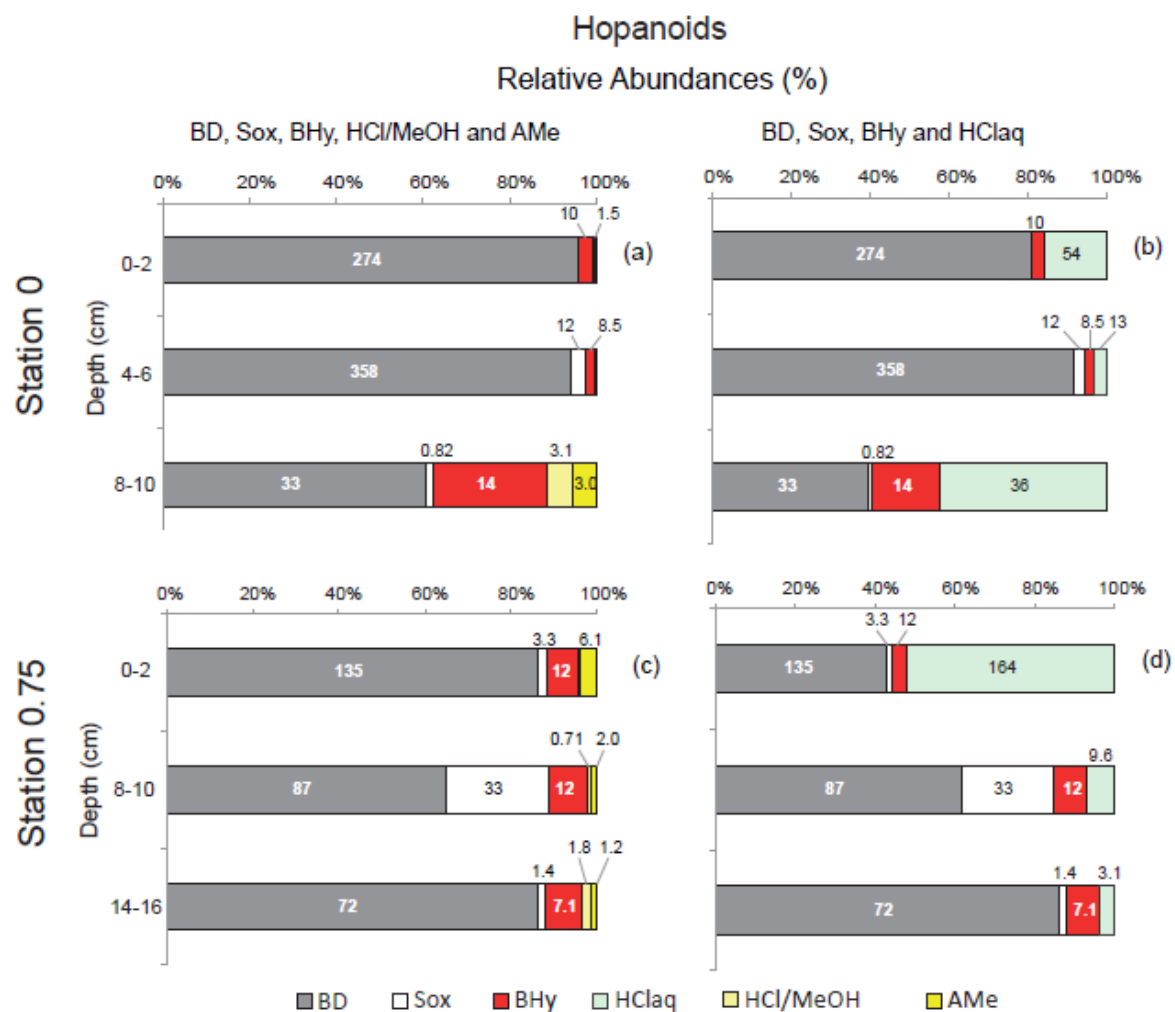 Hopanoids
Relative Abundances (%)
BD, Sox, BHy, HCl/MeOH and AMe
BD, Sox, BHy and HClaq
Station 0
Depth (cm)
0% 20% 40% 60% 80% 100%
10 1.5
0-2 274 (a)
12 8.5
4-6 358
0.82 3.1
8-10 33 14 3.0
0% 20% 40% 60% 80% 100%
10
274 54 (b)
12 8.5 13
358
0.82
33 14 36
Station 0.75
Depth (cm)
0% 20% 40% 60% 80% 100%
3.3 6.1
0-2 135 12 (c)
0.71 2.0
8-10 87 33 12
1.8 1.2
1.4
14-16 72 7.1
0% 20% 40% 60% 80% 100%
3.3 12
135 164 (d)
9.6
87 33 12
1.4 3.1
72 7.1
BD Sox BHy HClaq HCl/MeOH AMe